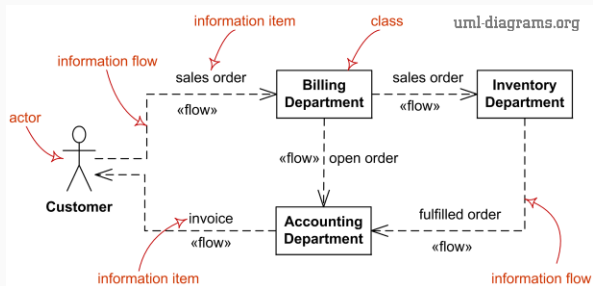 information item
class
uml-diagrams.org
information flow
sales order
«flow»
Billing
Department
sales order
«flow»
Inventory
Department
actor
Customer
«flow» open order
invoice
«flow»
Accounting
Department
fulfilled order
«flow»
information item
information flow